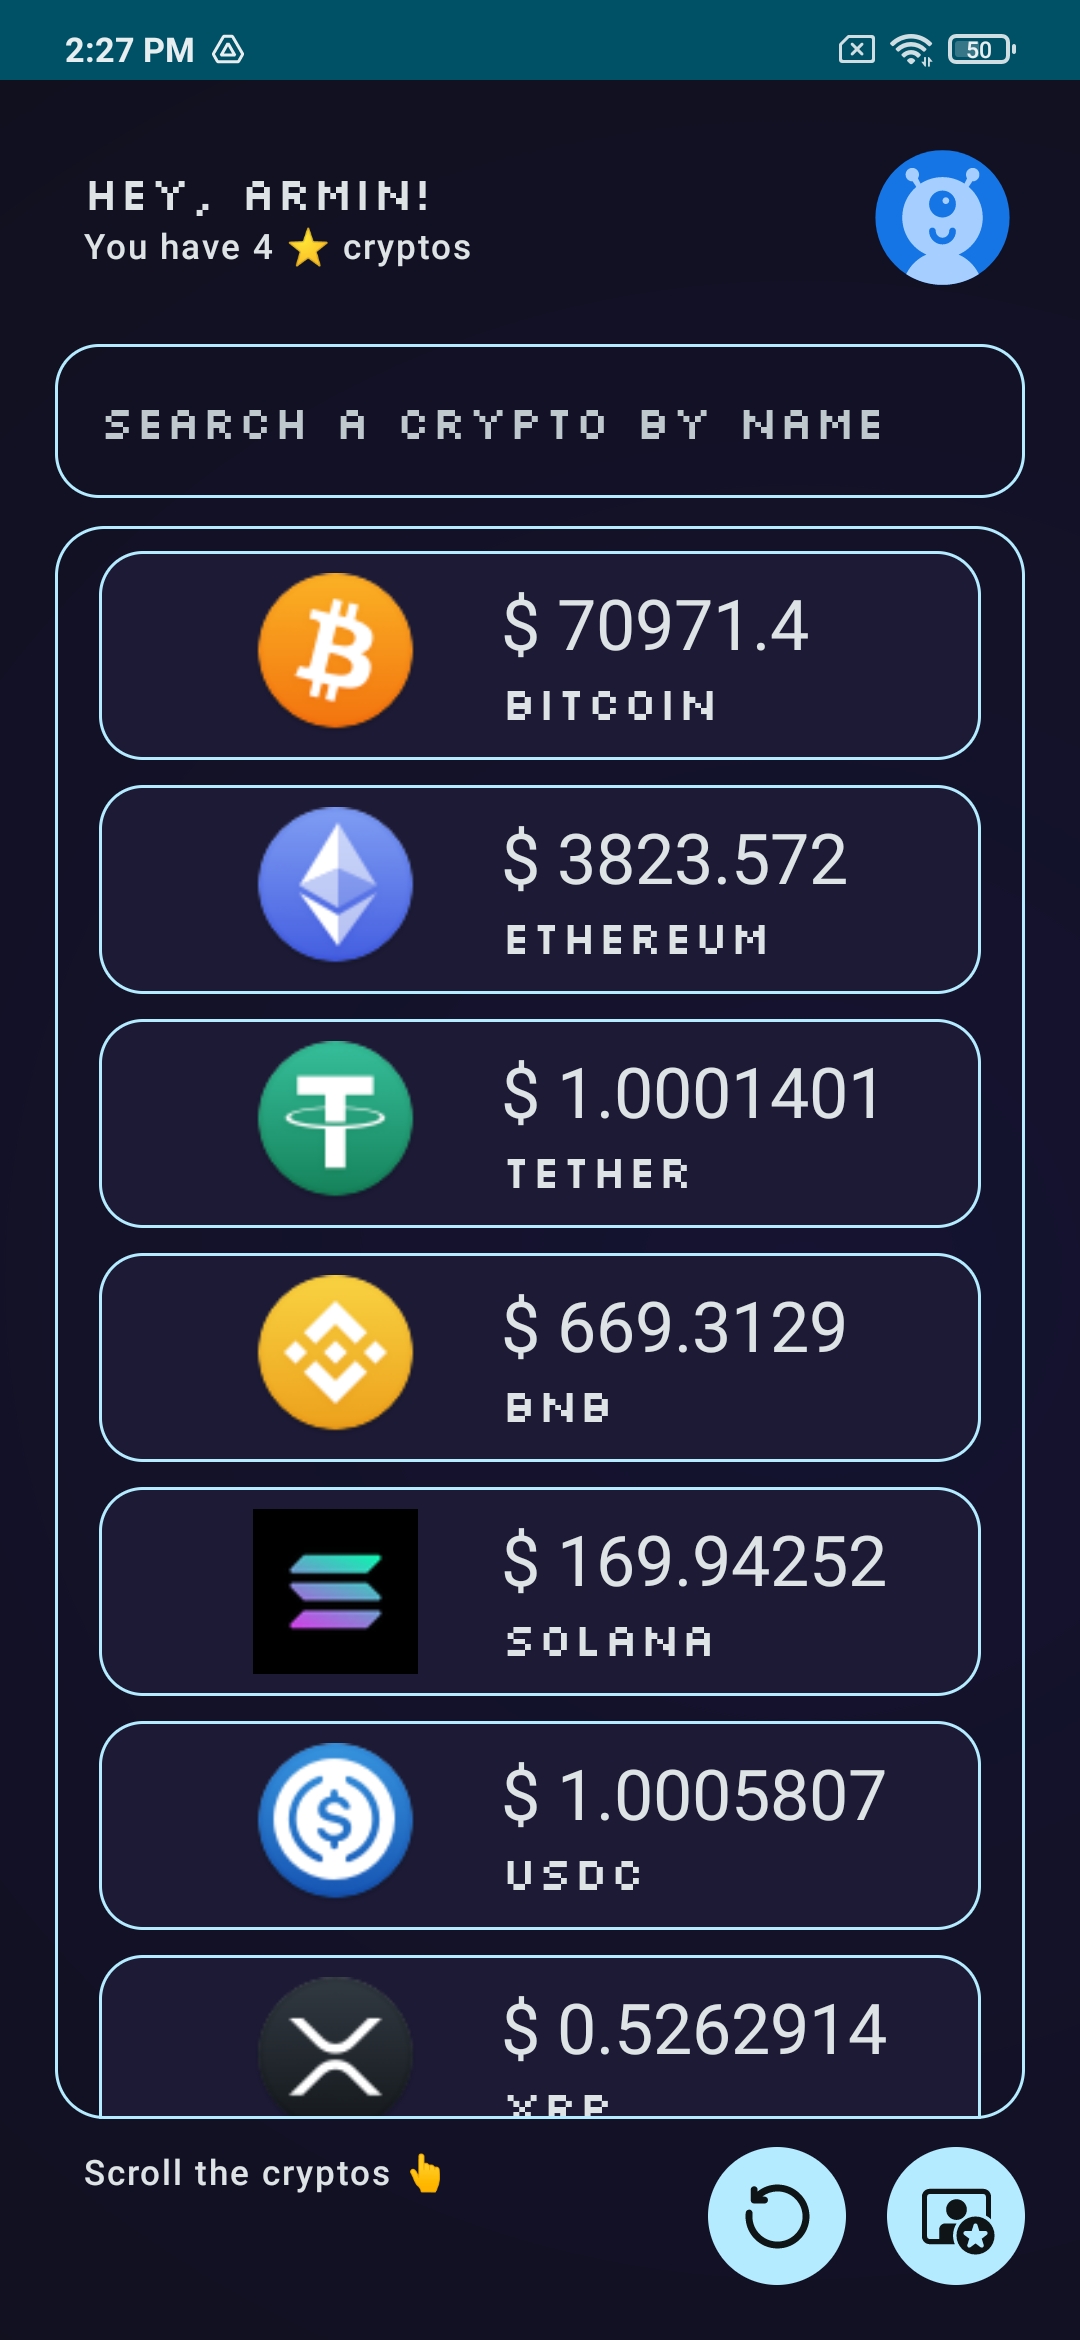 2:27 PM
50
HEY, ARMIN!
You have 4 ⭐ cryptos
SEARCH A CRYPTO BY NAME
$ 70971.4
BITCOIN
$ 3823.572
ETHEREUM
$ 1.0001401
TETHER
$ 669.3129
BNB
$ 169.94252
SOLANA
$ 1.0005807
USDC
$ 0.5262914
XRP
Scroll the cryptos 👆